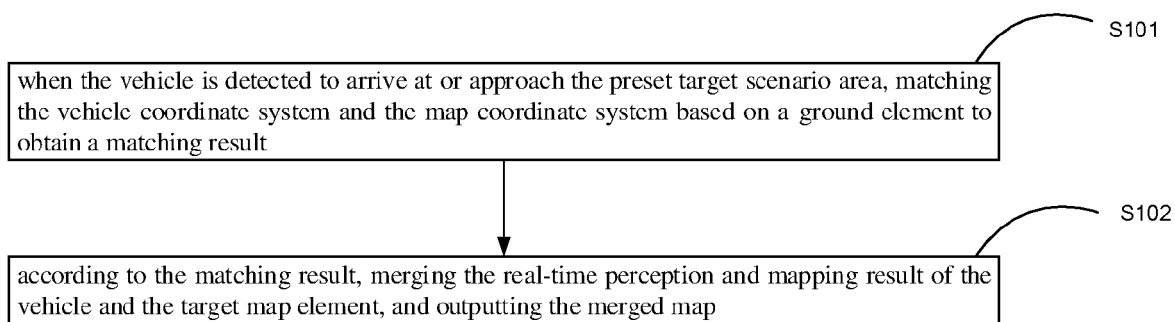 S101
when the vehicle is detected to arrive at or approach the preset target scenario area, matching
the vehicle coordinate system and the map coordinate system based on a ground element to
obtain a matching result
S102
according to the matching result, merging the real-time perception and mapping result of the
vehicle and the target map element, and outputting the merged map